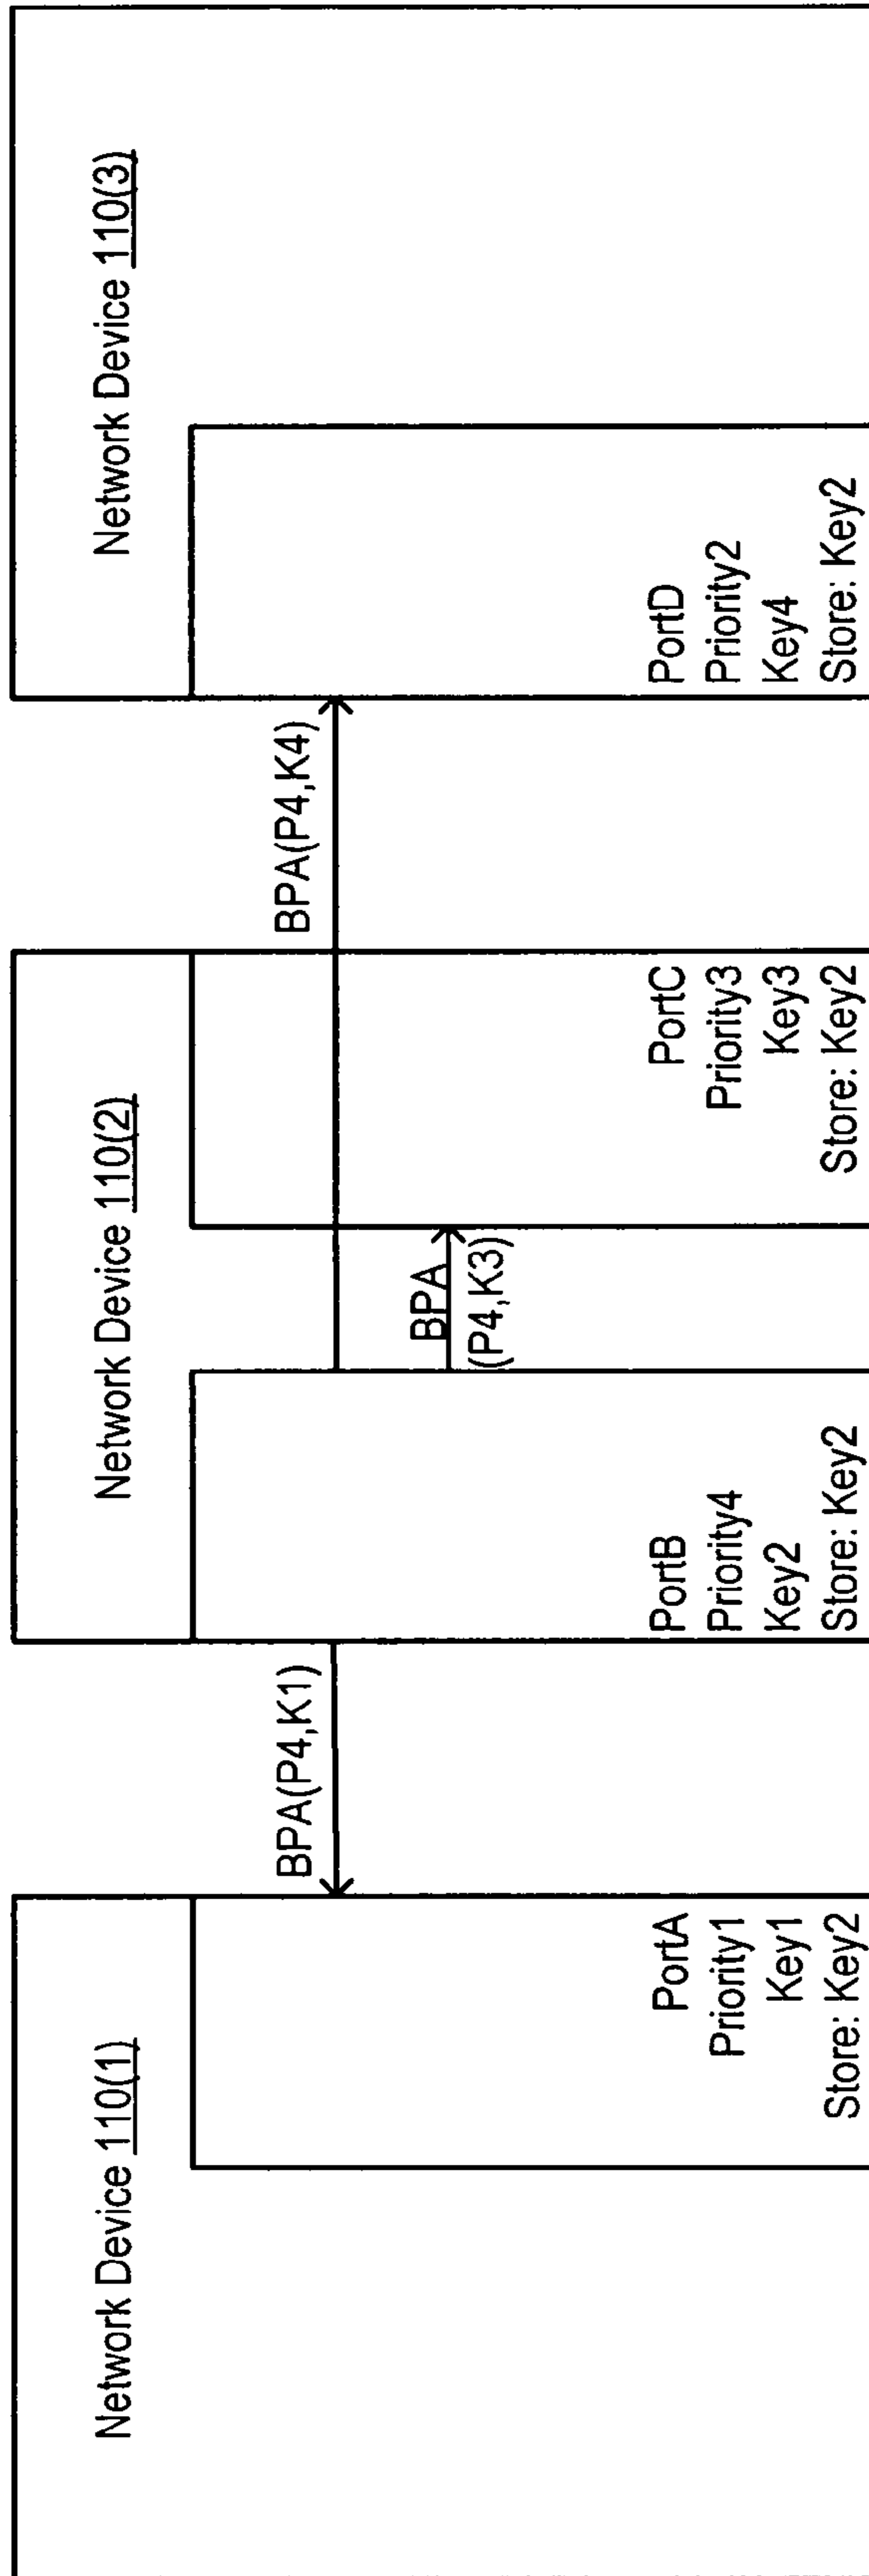 Network Device 110(1)
PortA
Priority1
Key1
Store: Key2
BPA(P4,K1)
Network Device 110(2)
PortB
Priority4
Key2
Store: Key2
BPA
(P4,K3)
PortC
Priority3
Key3
Store: Key2
BPA(P4,K4)
Network Device 110(3)
PortD
Priority2
Key4
Store: Key2